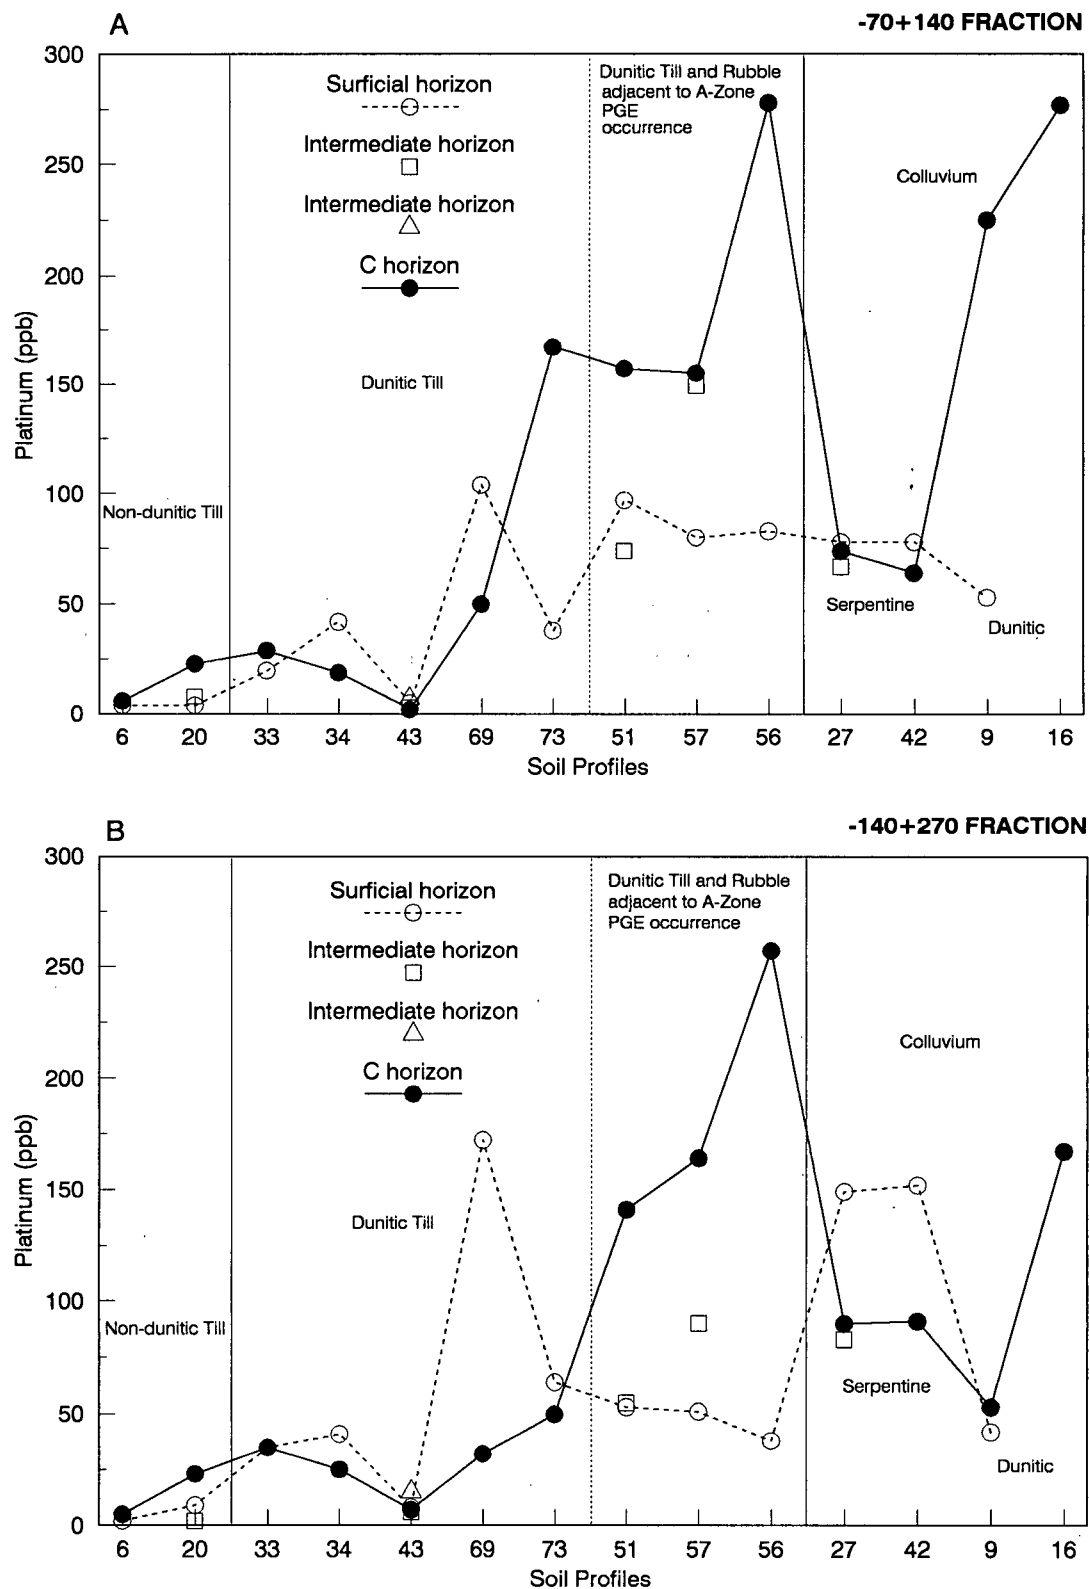 A
-70+140 FRACTION
300
250
200
150
100
50
0
Platinum (ppb)
Surficial horizon
Intermediate horizon
Intermediate horizon
C horizon
Dunitic Till and Rubble
adjacent to A-Zone
PGE
occurrence
Colluvium
Dunitic Till
Non-dunitic Till
Serpentine
Dunitic
6 20 33 34 43 69 73 51 57 56 27 42 9 16
Soil Profiles
B
-140+270 FRACTION
300
250
200
150
100
50
0
Platinum (ppb)
Surficial horizon
Intermediate horizon
Intermediate horizon
C horizon
Dunitic Till and Rubble
adjacent to A-Zone
PGE occurrence
Colluvium
Dunitic Till
Non-dunitic Till
Serpentine
Dunitic
6 20 33 34 43 69 73 51 57 56 27 42 9 16
Soil Profiles